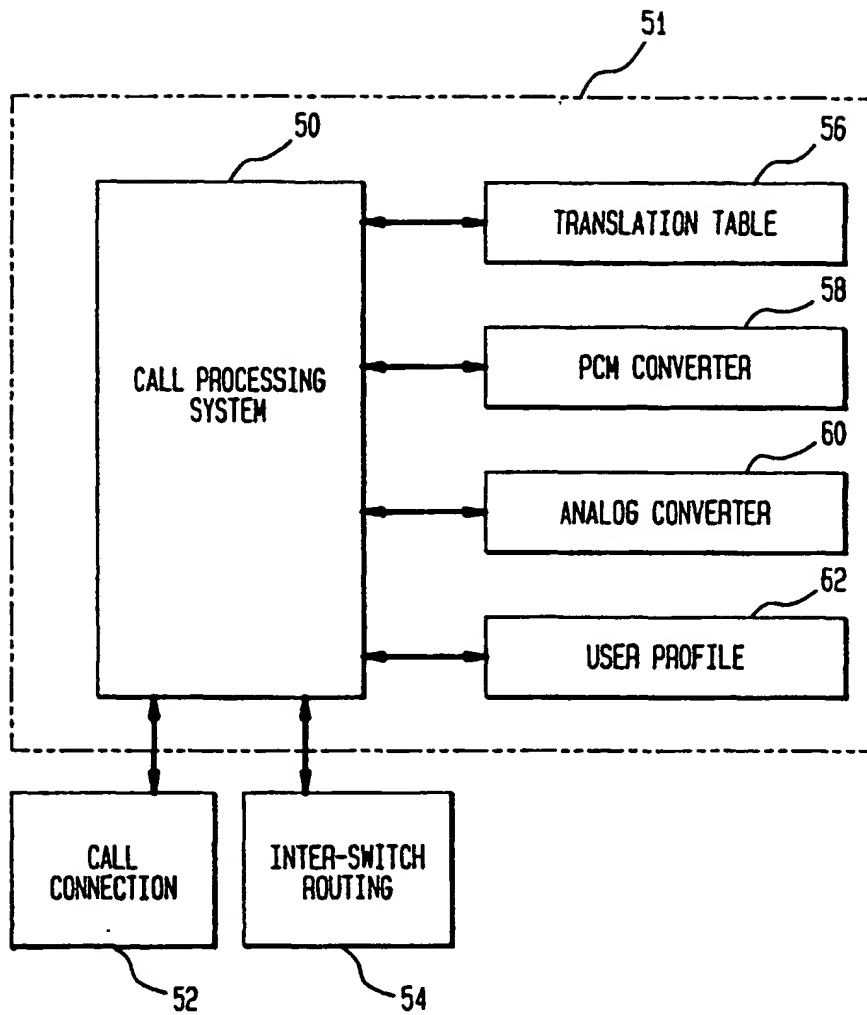 51
50
56
TRANSLATION TABLE
58
CALL PROCESSING
SYSTEM
PCM CONVERTER
60
ANALOG CONVERTER
62
USER PROFILE
CALL
CONNECTION
INTER-SWITCH
ROUTING
52
54